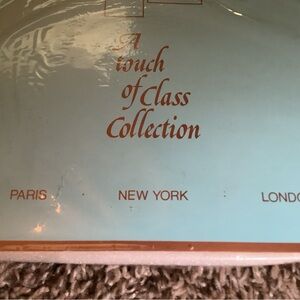 A
touch
of Class
Collection
PARIS NEW YORK LONDO